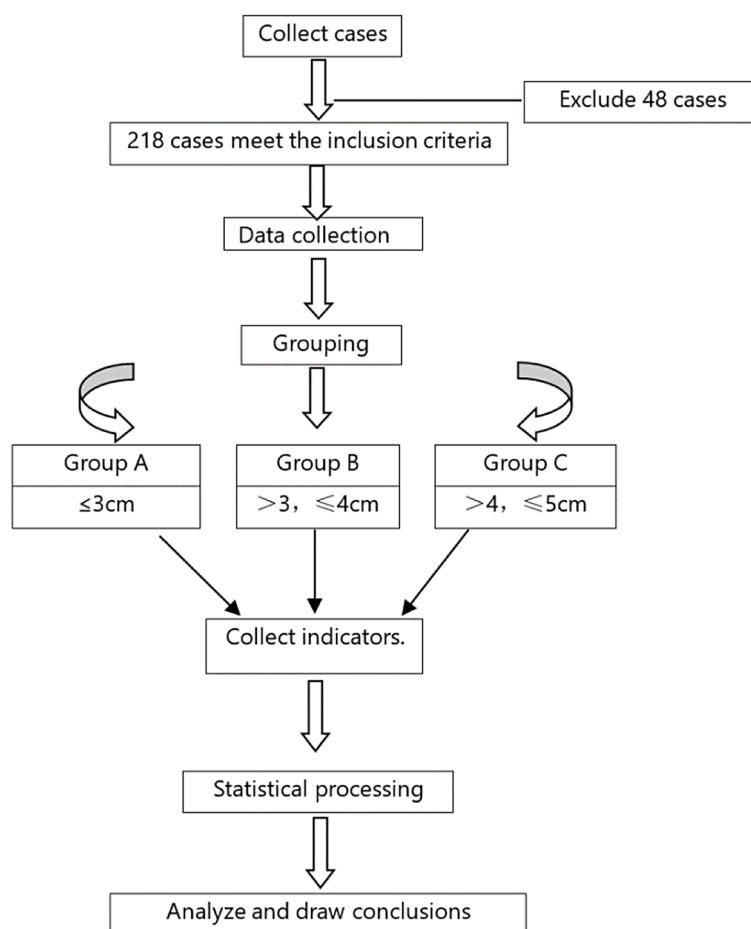 Collect cases
Exclude 48 cases
218 cases meet the inclusion criteria
Data collection
Grouping
Group A
≤3cm
Group B
＞3，≤4cm
Group C
＞4，≤5cm
Collect indicators.
Statistical processing
Analyze and draw conclusions